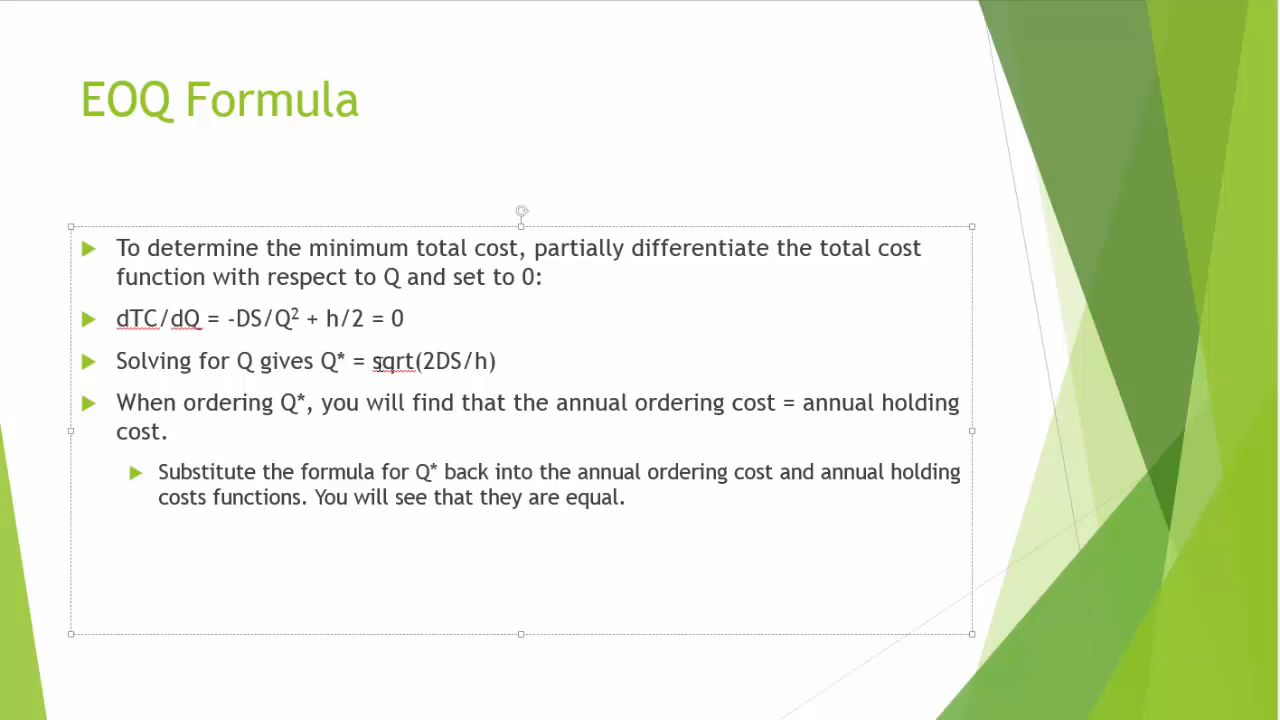 EOQ Formula
To determine the minimum total cost, partially differentiate the total cost
function with respect to Q and set to 0:
dTC/dQ = -DS/Q² + h/2 = 0
Solving for Q gives Q* = sqrt(2DS/h)
When ordering Q*, you will find that the annual ordering cost = annual holding
cost.
Substitute the formula for Q* back into the annual ordering cost and annual holding
costs functions. You will see that they are equal.